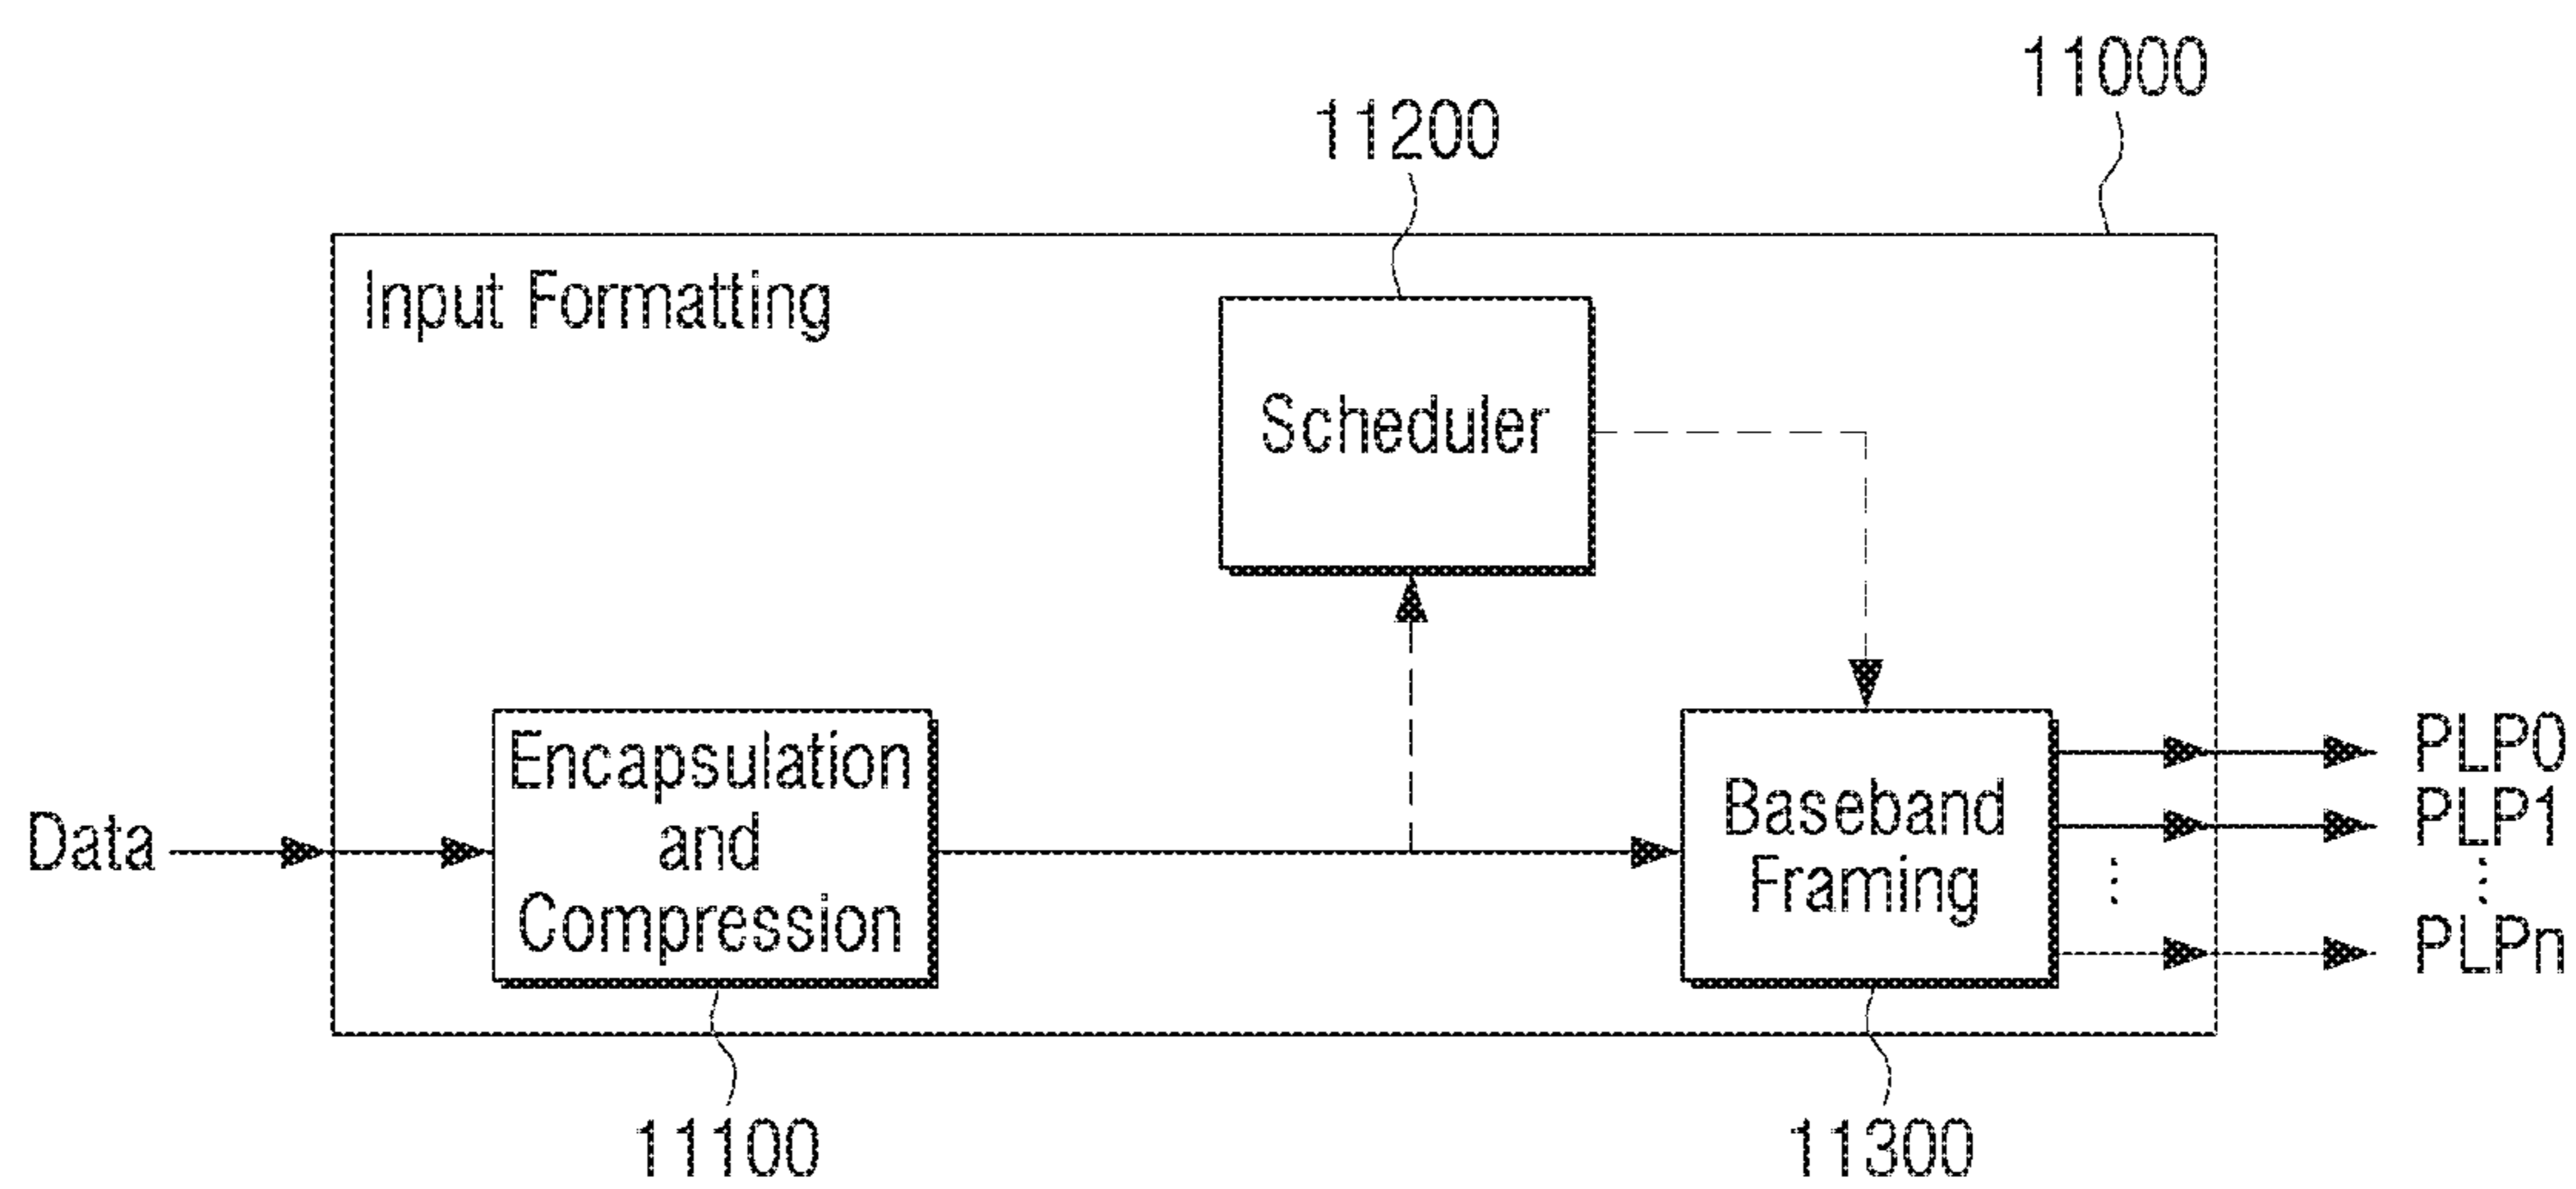 11000
11200
Input Formatting
Scheduler
Encapsulation
and
Compression
Data
Baseband
Framing
PLP0
PLP1
⋮
⋮
PLPn
11100
11300